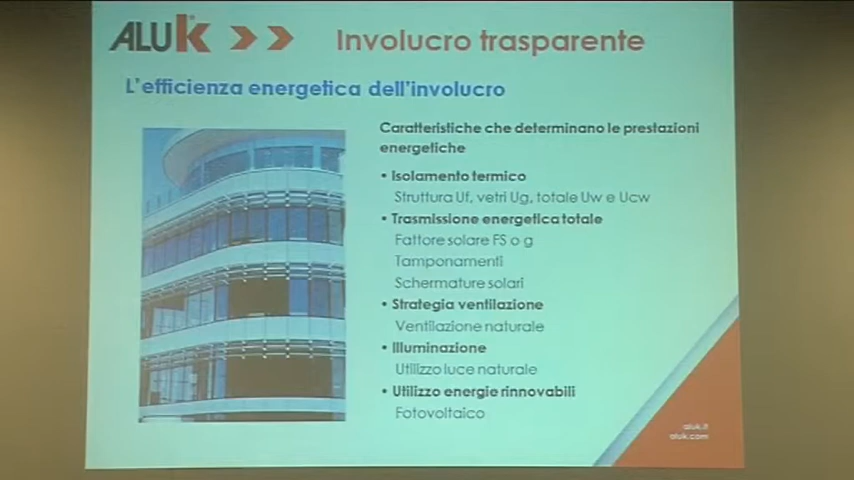 ALUK
Involucro trasparente
L'efficienza energetica dell'involucro
Caratteristiche che determinano le prestazioni
energetiche
• Isolamento termico
Struttura Uf, vetri Ug, totale Uw e Ucw
• Trasmissione energetica totale
Fattore solare FS o g
Tamponamenti
Schermature solari
• Strategia ventilazione
Ventilazione naturale
• Illuminazione
Utilizzo luce naturale
• Utilizzo energie rinnovabili
Fotovoltaico
aluk.it
aluk.com